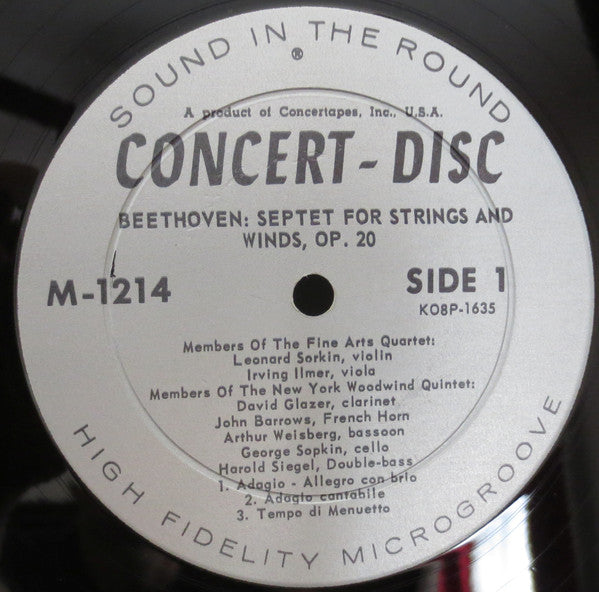 SOUND IN THE ROUND
®
A product of Concertapes, Inc., U.S.A.
CONCERT-DISC
BEETHOVEN: SEPTET FOR STRINGS AND
WINDS, OP. 20
M-1214
SIDE 1
KO8P-1635
Members Of The Fine Arts Quartet:
Leonard Sorkin, violin
Irving Ilmer, viola
Members Of The New York Woodwind Quintet:
David Glazer, clarinet
John Barrows, French Horn
Arthur Weisberg, bassoon
George Sopkin, cello
Harold Siegel, Double-bass
1. Adagio - Allegro con brio
2. Adagio cantabile
3. Tempo di Menuetto
HIGH FIDELITY MICROGROOVE